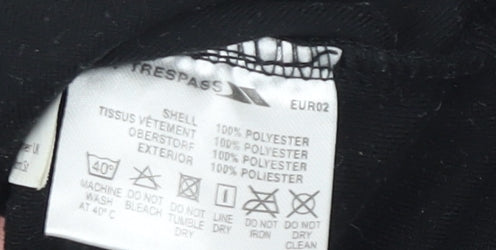 TRESPASS
EUR02
SHELL 100% POLYESTER
TISSUS VÊTEMENT 100% POLYESTER
OBERSTOFF 100% POLYESTER
EXTERIOR 100% POLIESTER
40°
MACHINE WASH AT 40°C
DO NOT BLEACH
DO NOT TUMBLE DRY
LINE DRY
DO NOT IRON
DO NOT DRY CLEAN